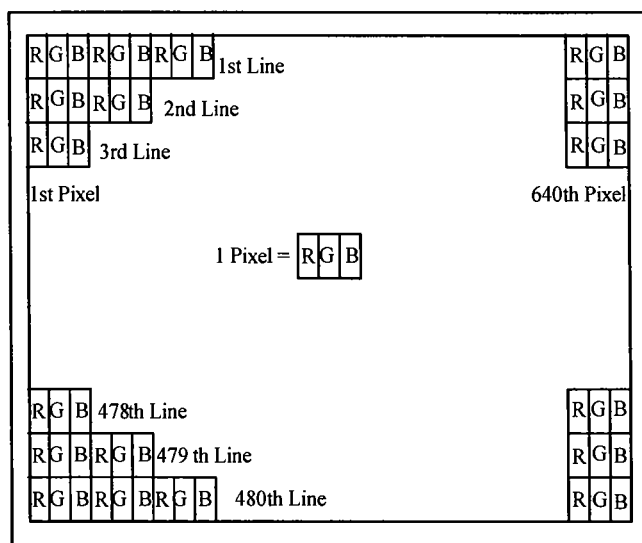 R G B R G B R G B 1st Line R G B
R G B R G B 2nd Line R G B
R G B 3rd Line R G B
1st Pixel 640th Pixel
1 Pixel = R G B
R G B 478th Line R G B
R G B R G B 479 th Line R G B
R G B R G B R G B 480th Line R G B